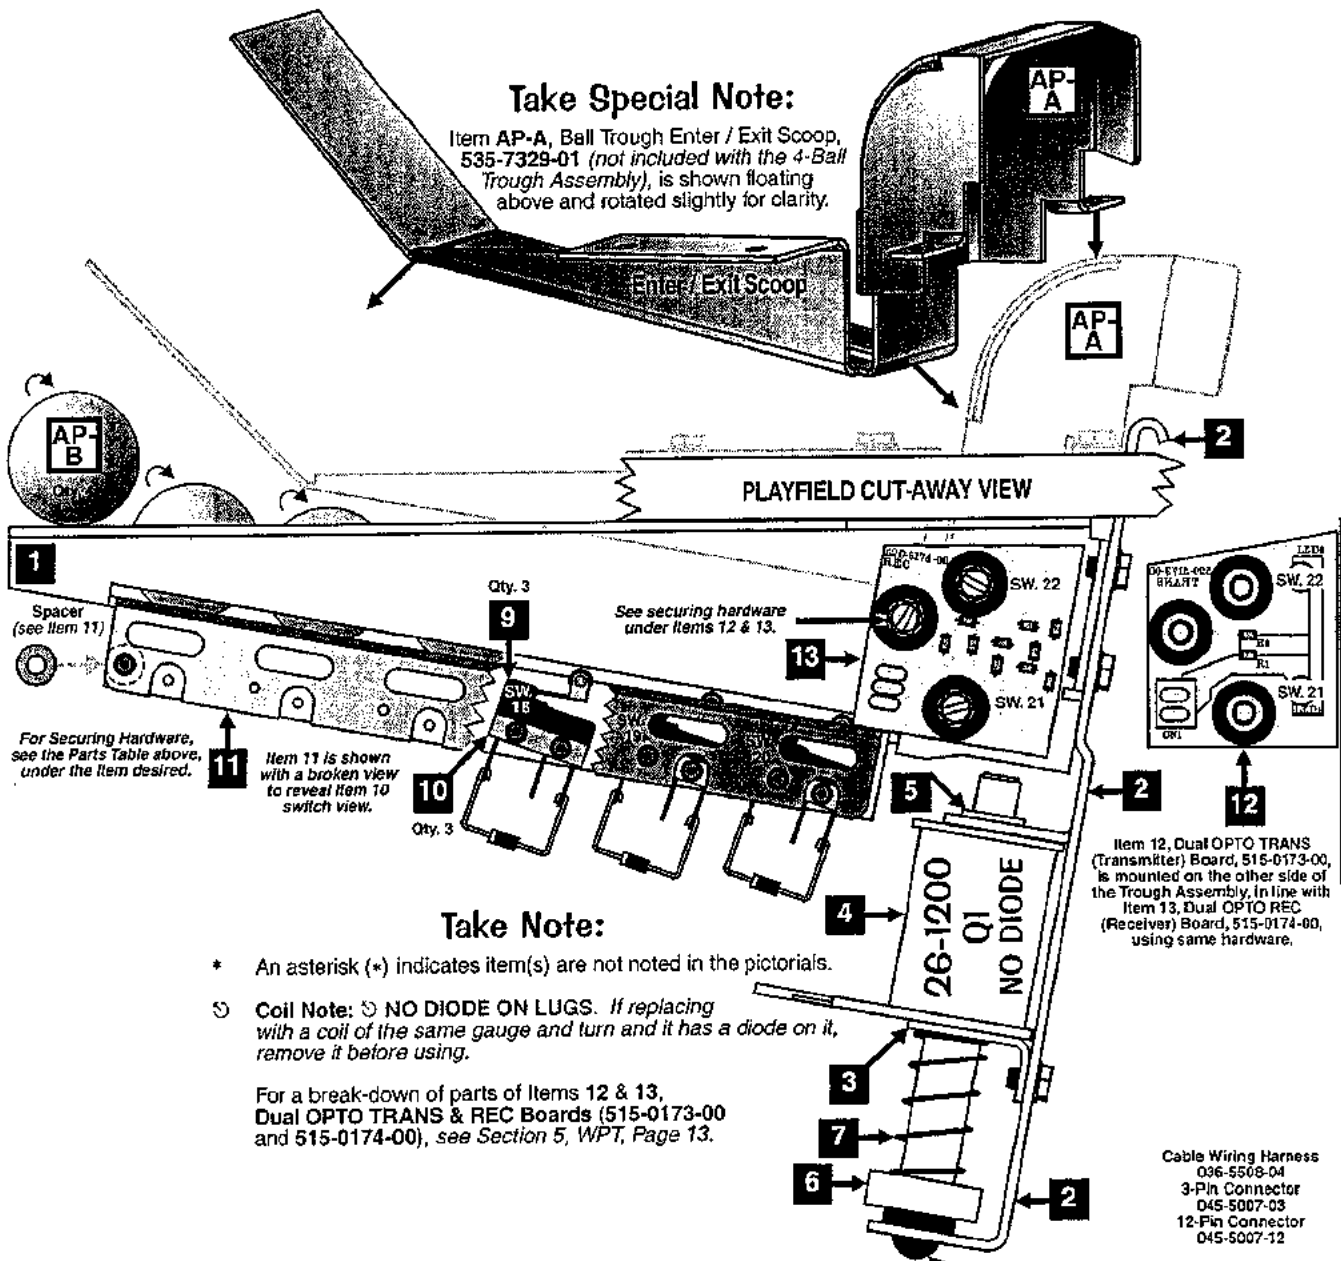 Take Special Note:
Item AP-A, Ball Trough Enter / Exit Scoop,
535-7329-01 (not included with the 4-Ball
Trough Assembly), is shown floating
above and rotated slightly for clarity.
AP-
A
Enter / Exit Scoop
AP-
A
AP-
B
Qty.
2
PLAYFIELD CUT-AWAY VIEW
1
Spacer
(see Item 11)
Qty. 3
9
See securing hardware
under Items 12 & 13.
13
REC
SW. 22
SW. 21
SW. 22
SW. 21
12
For Securing Hardware,
see the Parts Table above,
under the Item desired.
11
Item 11 is shown
with a broken view
to reveal Item 10
switch view.
10
Qty. 3
SW.
18
SW.
19
5
2
Item 12, Dual OPTO TRANS
(Transmitter) Board, 515-0173-00,
is mounted on the other side of
the Trough Assembly, in line with
Item 13, Dual OPTO REC
(Receiver) Board, 515-0174-00,
using same hardware.
4
26-1200
Q1
NO DIODE
Take Note:
* An asterisk (*) indicates item(s) are not noted in the pictorials.
Coil Note: NO DIODE ON LUGS. If replacing
with a coil of the same gauge and turn and it has a diode on it,
remove it before using.
For a break-down of parts of Items 12 & 13,
Dual OPTO TRANS & REC Boards (515-0173-00
and 515-0174-00), see Section 5, WPT, Page 13.
3
7
6
2
Cable Wiring Harness
036-5508-04
3-Pin Connector
045-5007-03
12-Pin Connector
045-5007-12